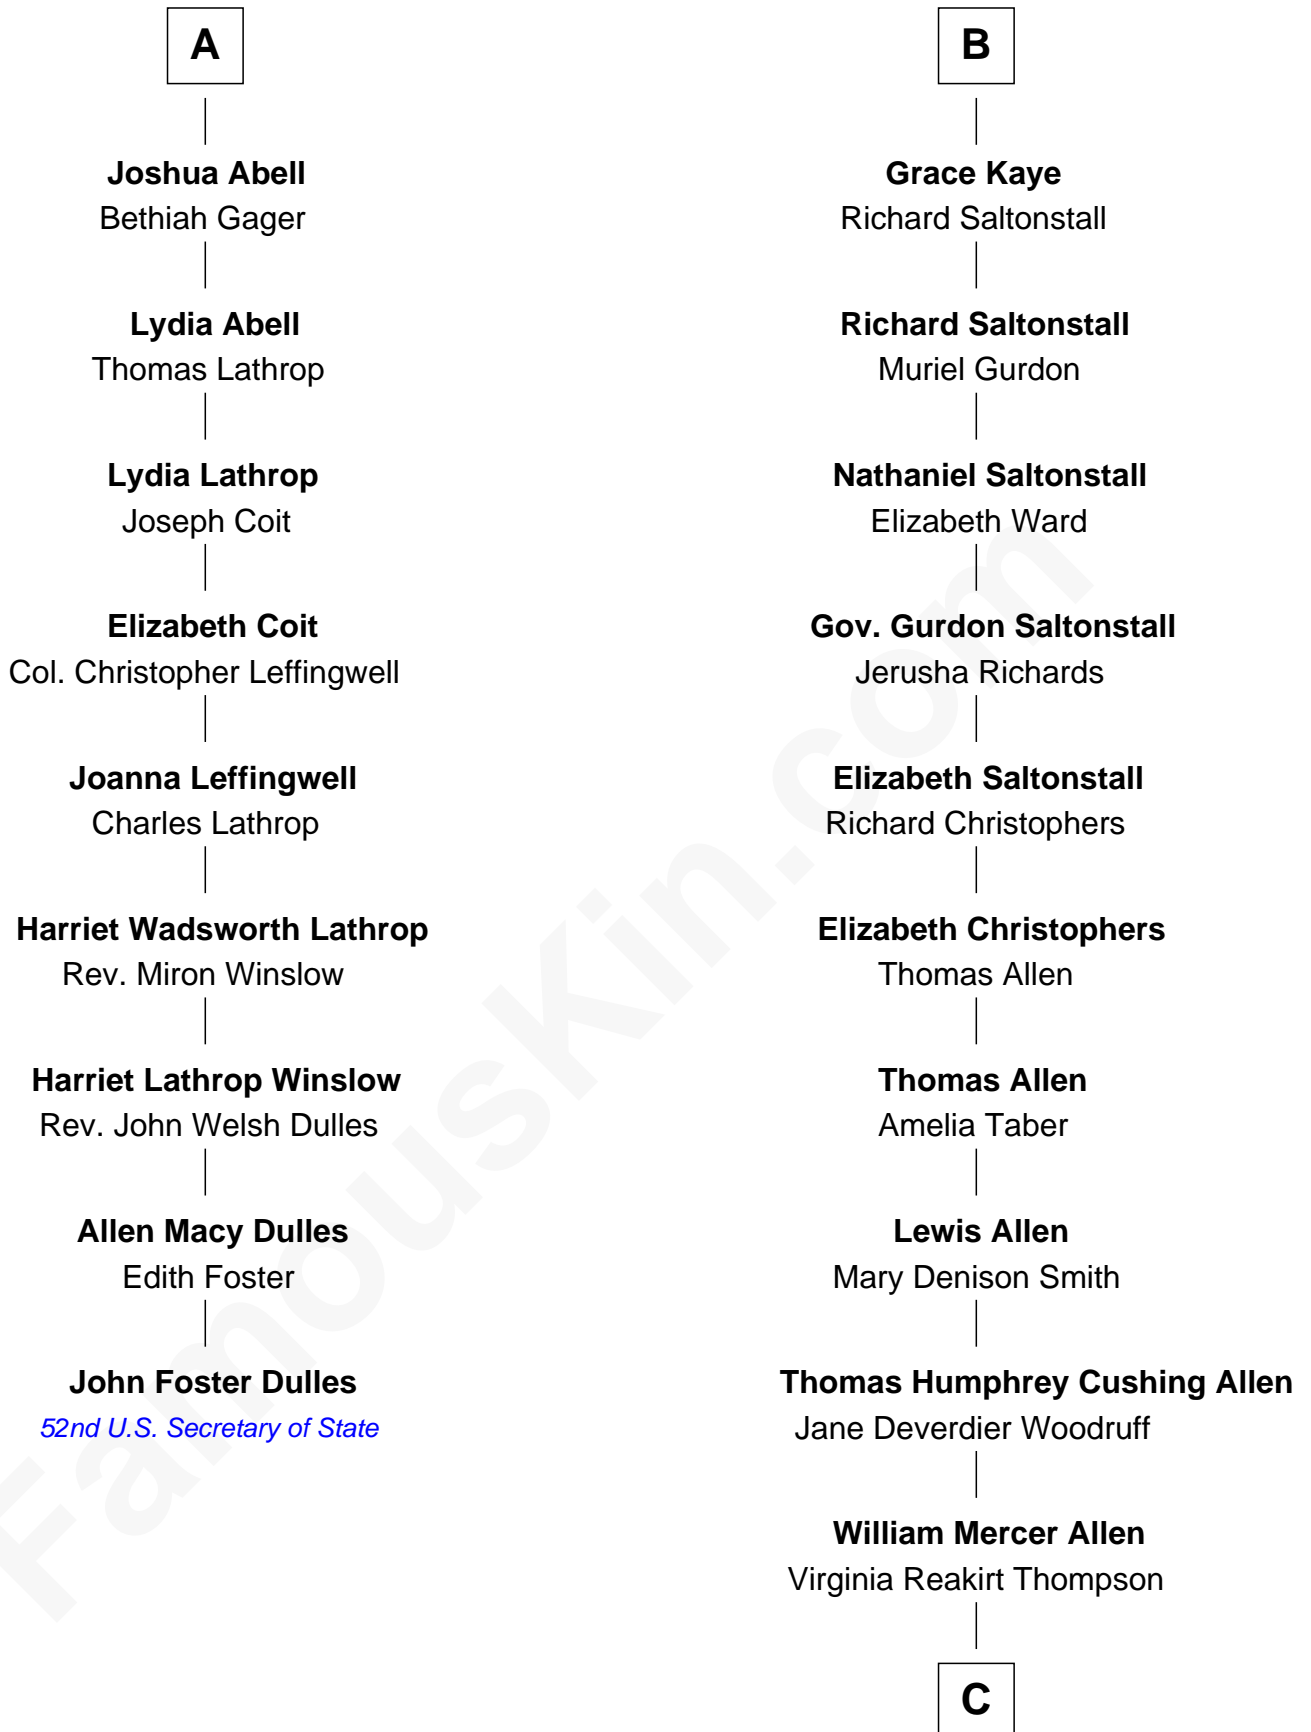 A
Joshua Abell
Bethiah Gager
Lydia Abell
Thomas Lathrop
Lydia Lathrop
Joseph Coit
Elizabeth Coit
Col. Christopher Leffingwell
Joanna Leffingwell
Charles Lathrop
Harriet Wadsworth Lathrop
Rev. Miron Winslow
Harriet Lathrop Winslow
Rev. John Welsh Dulles
Allen Macy Dulles
Edith Foster
John Foster Dulles
52nd U.S. Secretary of State
B
Grace Kaye
Richard Saltonstall
Richard Saltonstall
Muriel Gurdon
Nathaniel Saltonstall
Elizabeth Ward
Gov. Gurdon Saltonstall
Jerusha Richards
Elizabeth Saltonstall
Richard Christophers
Elizabeth Christophers
Thomas Allen
Thomas Allen
Amelia Taber
Lewis Allen
Mary Denison Smith
Thomas Humphrey Cushing Allen
Jane Deverdier Woodruff
William Mercer Allen
Virginia Reakirt Thompson
C
FamousKin.com